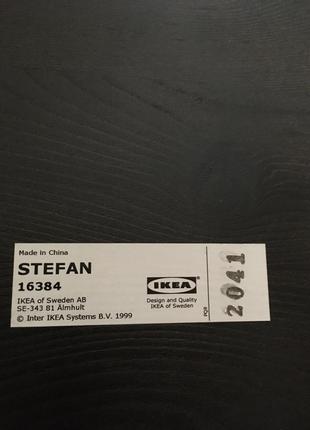 Made in China
STEFAN
16384
IKEA of Sweden AB
SE-343 81 Älmhult
© Inter IKEA Systems B.V. 1999
IKEA
Design and Quality
IKEA of Sweden
PQ8
2041